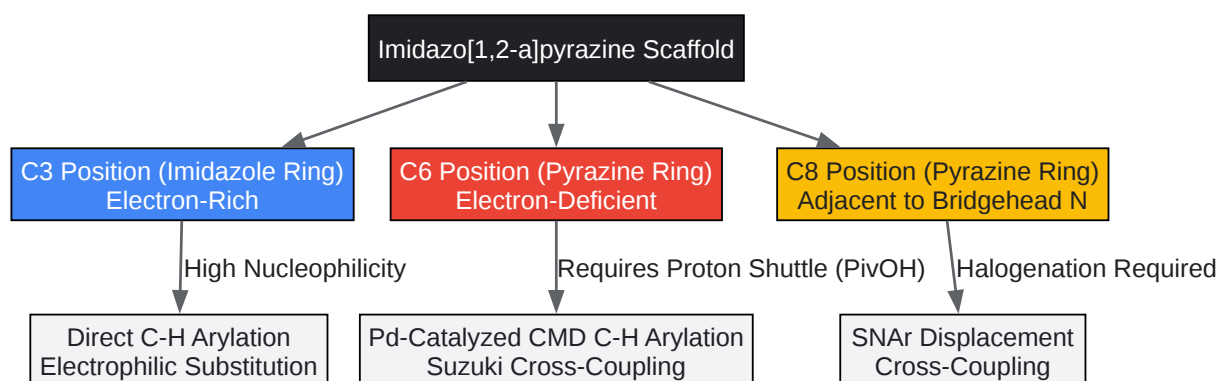 Imidazo[1,2-a]pyrazine Scaffold
C3 Position (Imidazole Ring)
Electron-Rich
C6 Position (Pyrazine Ring)
Electron-Deficient
C8 Position (Pyrazine Ring)
Adjacent to Bridgehead N
High Nucleophilicity
Requires Proton Shuttle (PivOH)
Halogenation Required
Direct C-H Arylation
Electrophilic Substitution
Pd-Catalyzed CMD C-H Arylation
Suzuki Cross-Coupling
SNAr Displacement
Cross-Coupling